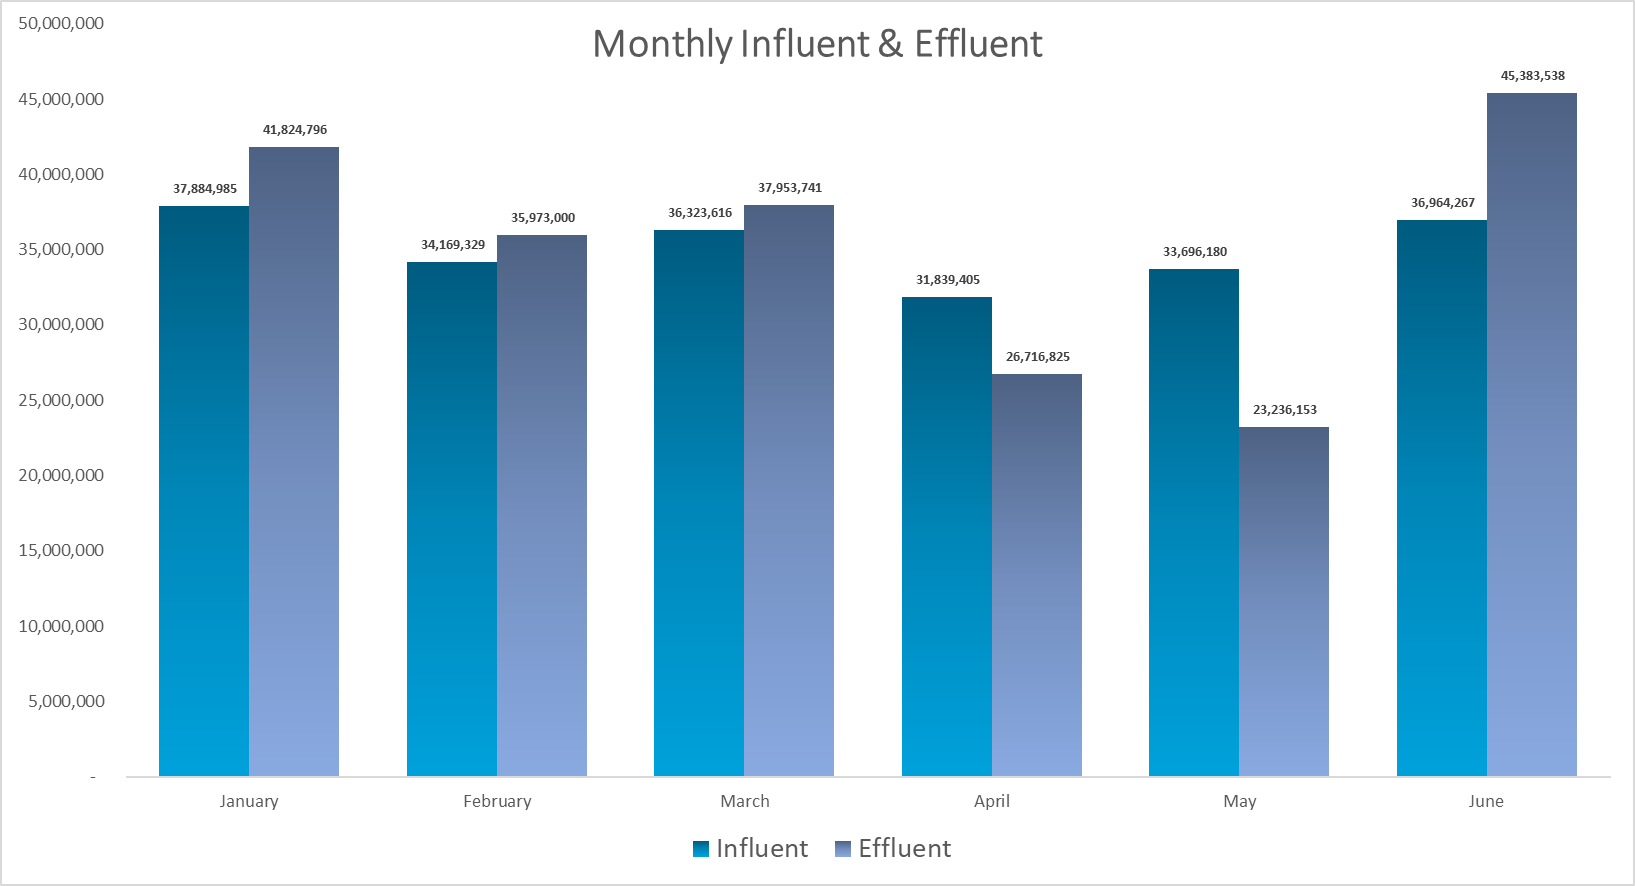 Monthly Influent & Effluent
50,000,000
45,000,000
40,000,000
35,000,000
30,000,000
25,000,000
20,000,000
15,000,000
10,000,000
5,000,000
-
37,884,985
41,824,796
34,169,329
35,973,000
36,323,616
37,953,741
31,839,405
26,716,825
33,696,180
23,236,153
36,964,267
45,383,538
January
February
March
April
May
June
Influent
Effluent